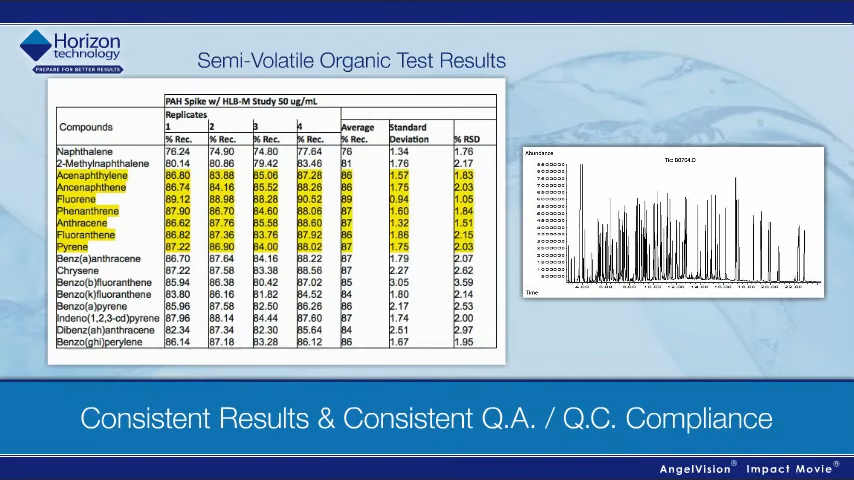 Horizon
technology
PREPARE FOR BETTER RESULTS
Semi-Volatile Organic Test Results
PAH Spike w/ HLB-M Study 50 ug/mL
Replicates
Compounds 1 2 3 4 Average Standard
% Rec. % Rec. % Rec. % Rec. % Rec. Deviation % RSD
Naphthalene 76.24 74.90 74.80 77.64 76 1.34 1.76
2-Methylnaphthalene 80.14 80.86 79.42 83.46 81 1.76 2.17
Acenaphthylene 86.80 83.88 85.06 87.28 86 1.57 1.83
Ancenaphthene 86.74 84.16 85.52 88.26 86 1.75 2.03
Fluorene 89.12 88.98 88.28 90.52 89 0.94 1.05
Phenanthrene 87.90 86.70 84.60 88.06 87 1.60 1.84
Anthracene 86.62 87.76 85.58 88.60 87 1.32 1.51
Fluoranthene 86.82 87.36 83.76 87.92 86 1.86 2.15
Pyrene 87.22 86.90 84.00 88.02 87 1.75 2.03
Benz(a)anthracene 86.70 87.64 84.16 88.22 87 1.79 2.07
Chrysene 87.22 87.58 83.38 88.56 87 2.27 2.62
Benzo(b)fluoranthene 85.94 86.38 80.42 87.02 85 3.05 3.59
Benzo(k)fluoranthene 83.80 86.16 81.82 84.52 84 1.80 2.14
Benzo(a)pyrene 85.96 87.58 82.50 86.26 86 2.17 2.53
Indeno(1,2,3-cd)pyrene 87.96 88.14 84.44 87.60 87 1.74 2.00
Dibenz(ah)anthracene 82.34 87.34 82.30 85.64 84 2.51 2.97
Benzo(ghi)perylene 86.14 87.18 83.28 86.12 86 1.67 1.95
Abundance
Time
Consistent Results & Consistent Q.A. / Q.C. Compliance
AngelVision® Impact Movie®